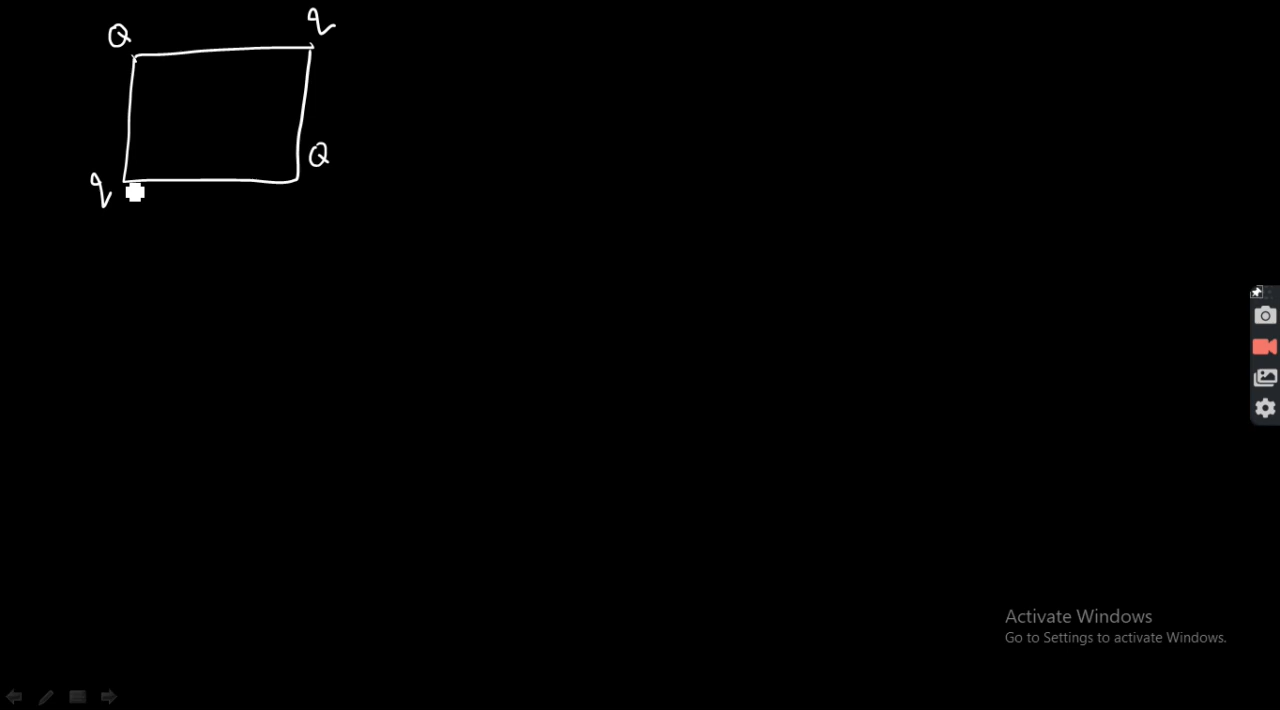 Q q
Q
q
Activate Windows
Go to Settings to activate Windows.